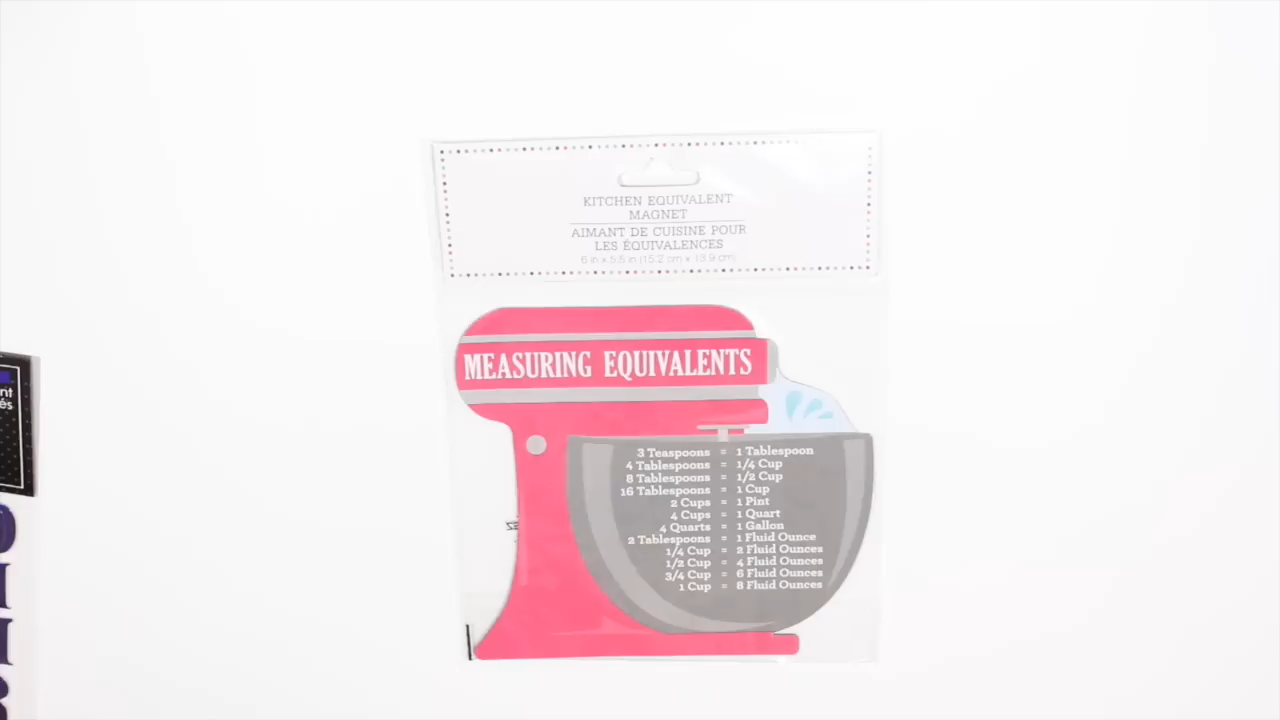 KITCHEN EQUIVALENT
MAGNET
AIMANT DE CUISINE POUR
LES ÉQUIVALENCES
6 in x 5.5 in (15.2 cm x 13.9 cm)
MEASURING EQUIVALENTS
3 Teaspoons = 1 Tablespoon
4 Tablespoons = 1/4 Cup
8 Tablespoons = 1/2 Cup
16 Tablespoons = 1 Cup
2 Cups = 1 Pint
4 Cups = 1 Quart
4 Quarts = 1 Gallon
2 Tablespoons = 1 Fluid Ounce
1/4 Cup = 2 Fluid Ounces
1/2 Cup = 4 Fluid Ounces
3/4 Cup = 6 Fluid Ounces
1 Cup = 8 Fluid Ounces